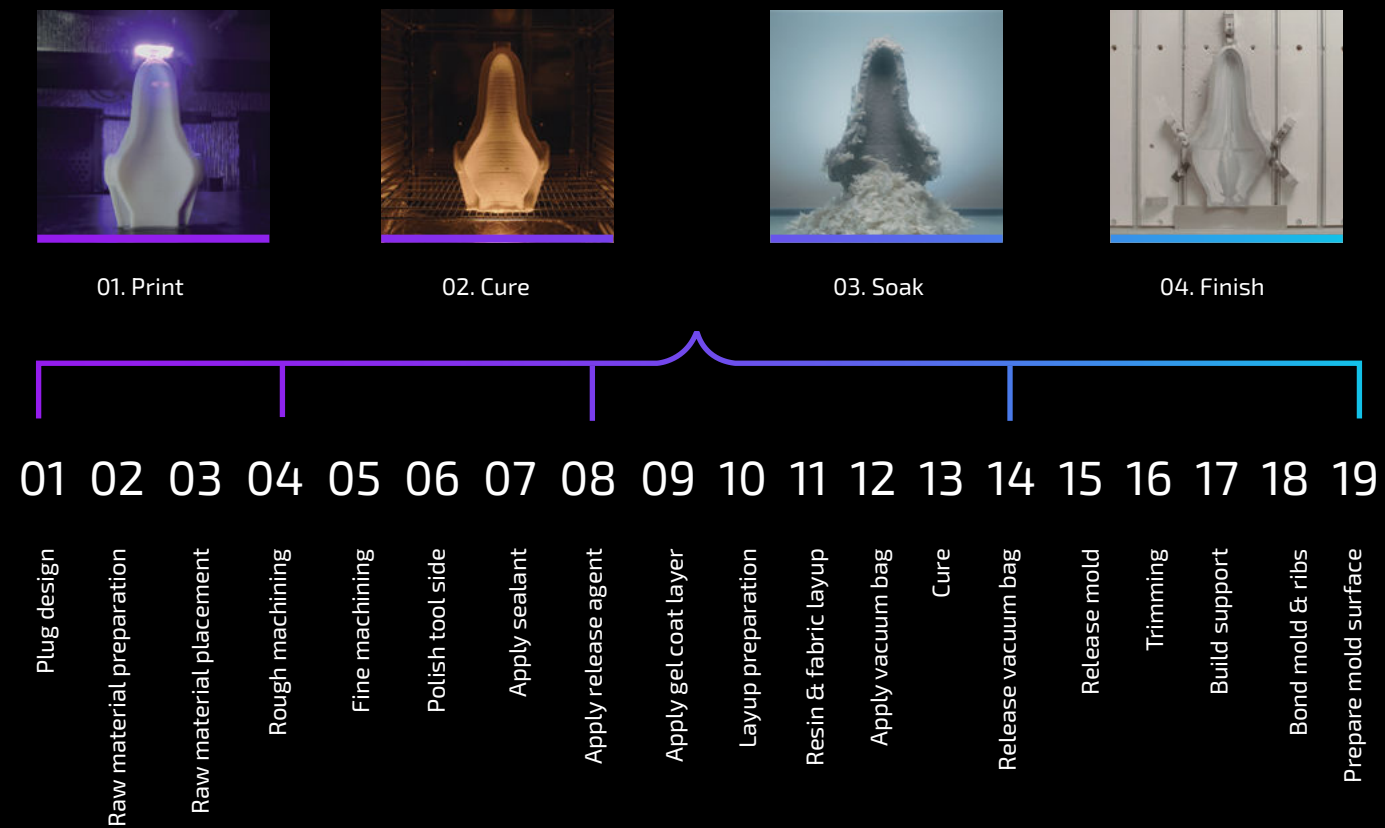 01. Print
02. Cure
03. Soak
04. Finish
01 02 03 04 05 06 07 08 09 10 11 12 13 14 15 16 17 18 19
Plug design
Raw material preparation
Raw material placement
Rough machining
Fine machining
Polish tool side
Apply sealant
Apply release agent
Apply gel coat layer
Layup preparation
Resin & fabric layup
Apply vacuum bag
Cure
Release vacuum bag
Release mold
Trimming
Build support
Bond mold & ribs
Prepare mold surface